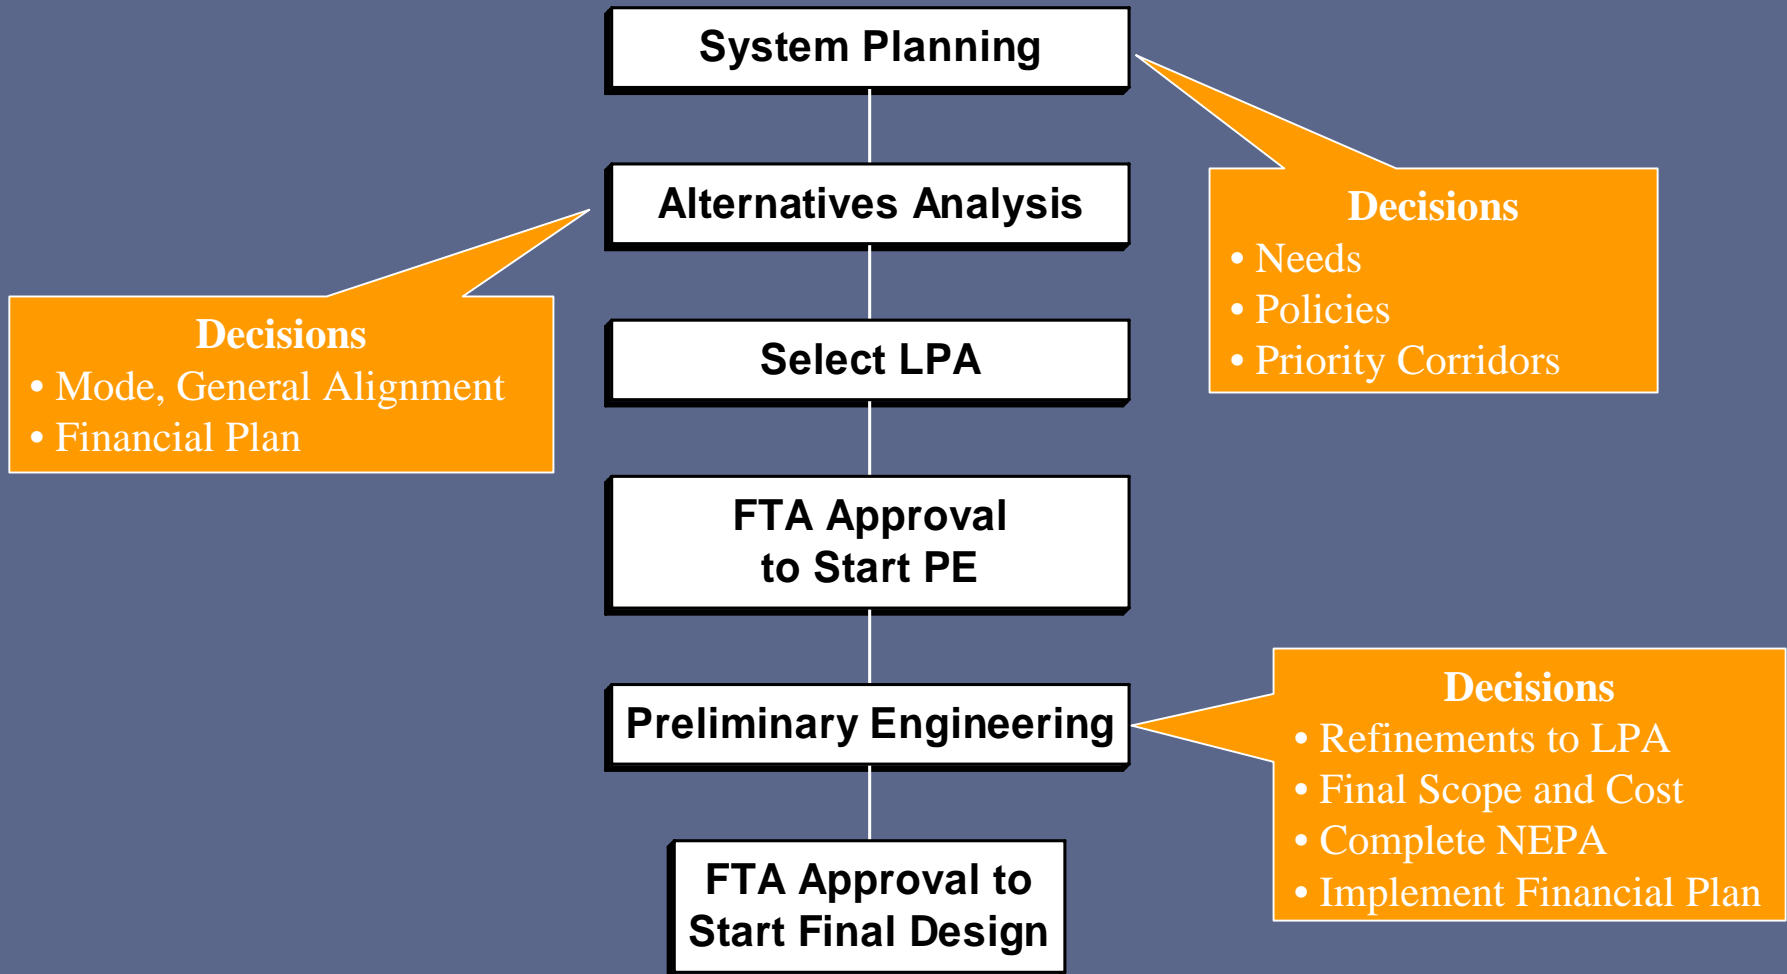 System Planning
Decisions
• Needs
• Policies
• Priority Corridors
Alternatives Analysis
Decisions
• Mode, General Alignment
• Financial Plan
Select LPA
FTA Approval
to Start PE
Preliminary Engineering
Decisions
• Refinements to LPA
• Final Scope and Cost
• Complete NEPA
• Implement Financial Plan
FTA Approval to
Start Final Design